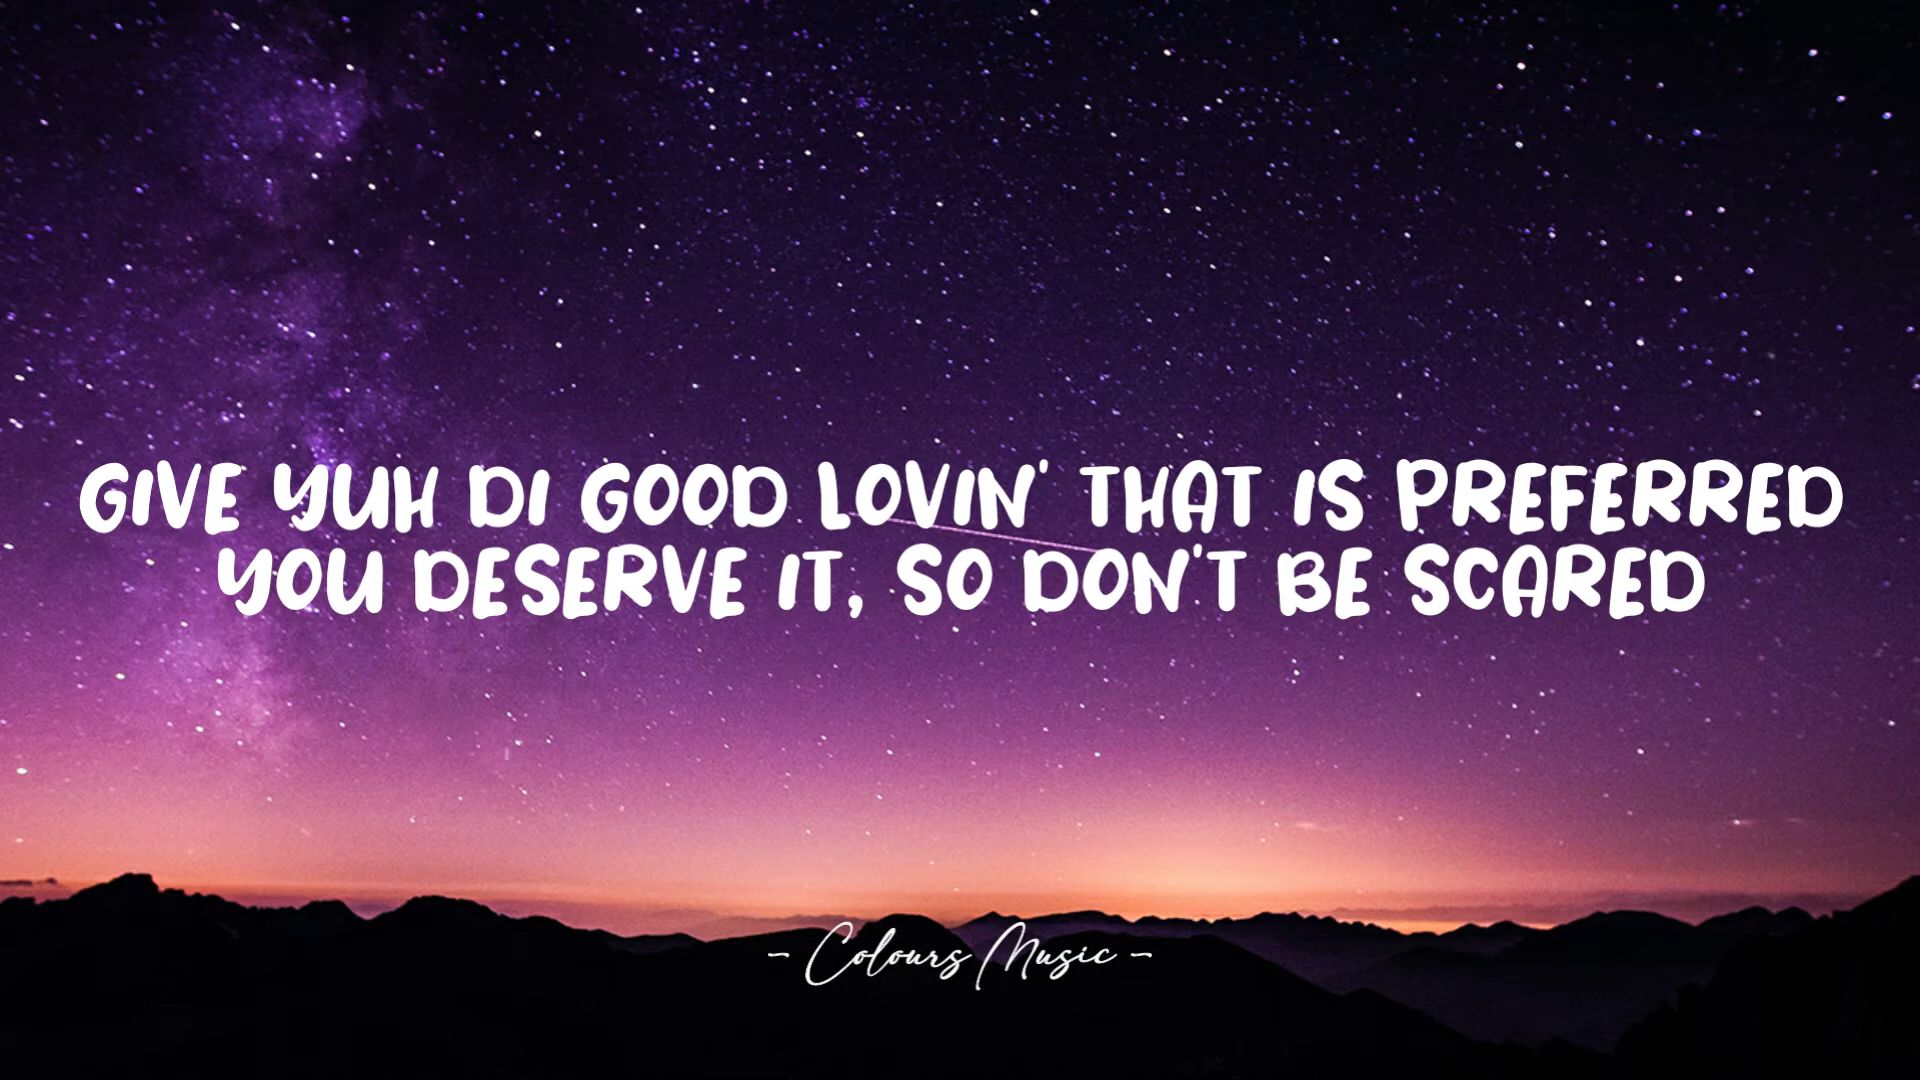 GIVE YUH DI GOOD LOVIN' THAT IS PREFERRED
YOU DESERVE IT, SO DON'T BE SCARED
- Colours Music -